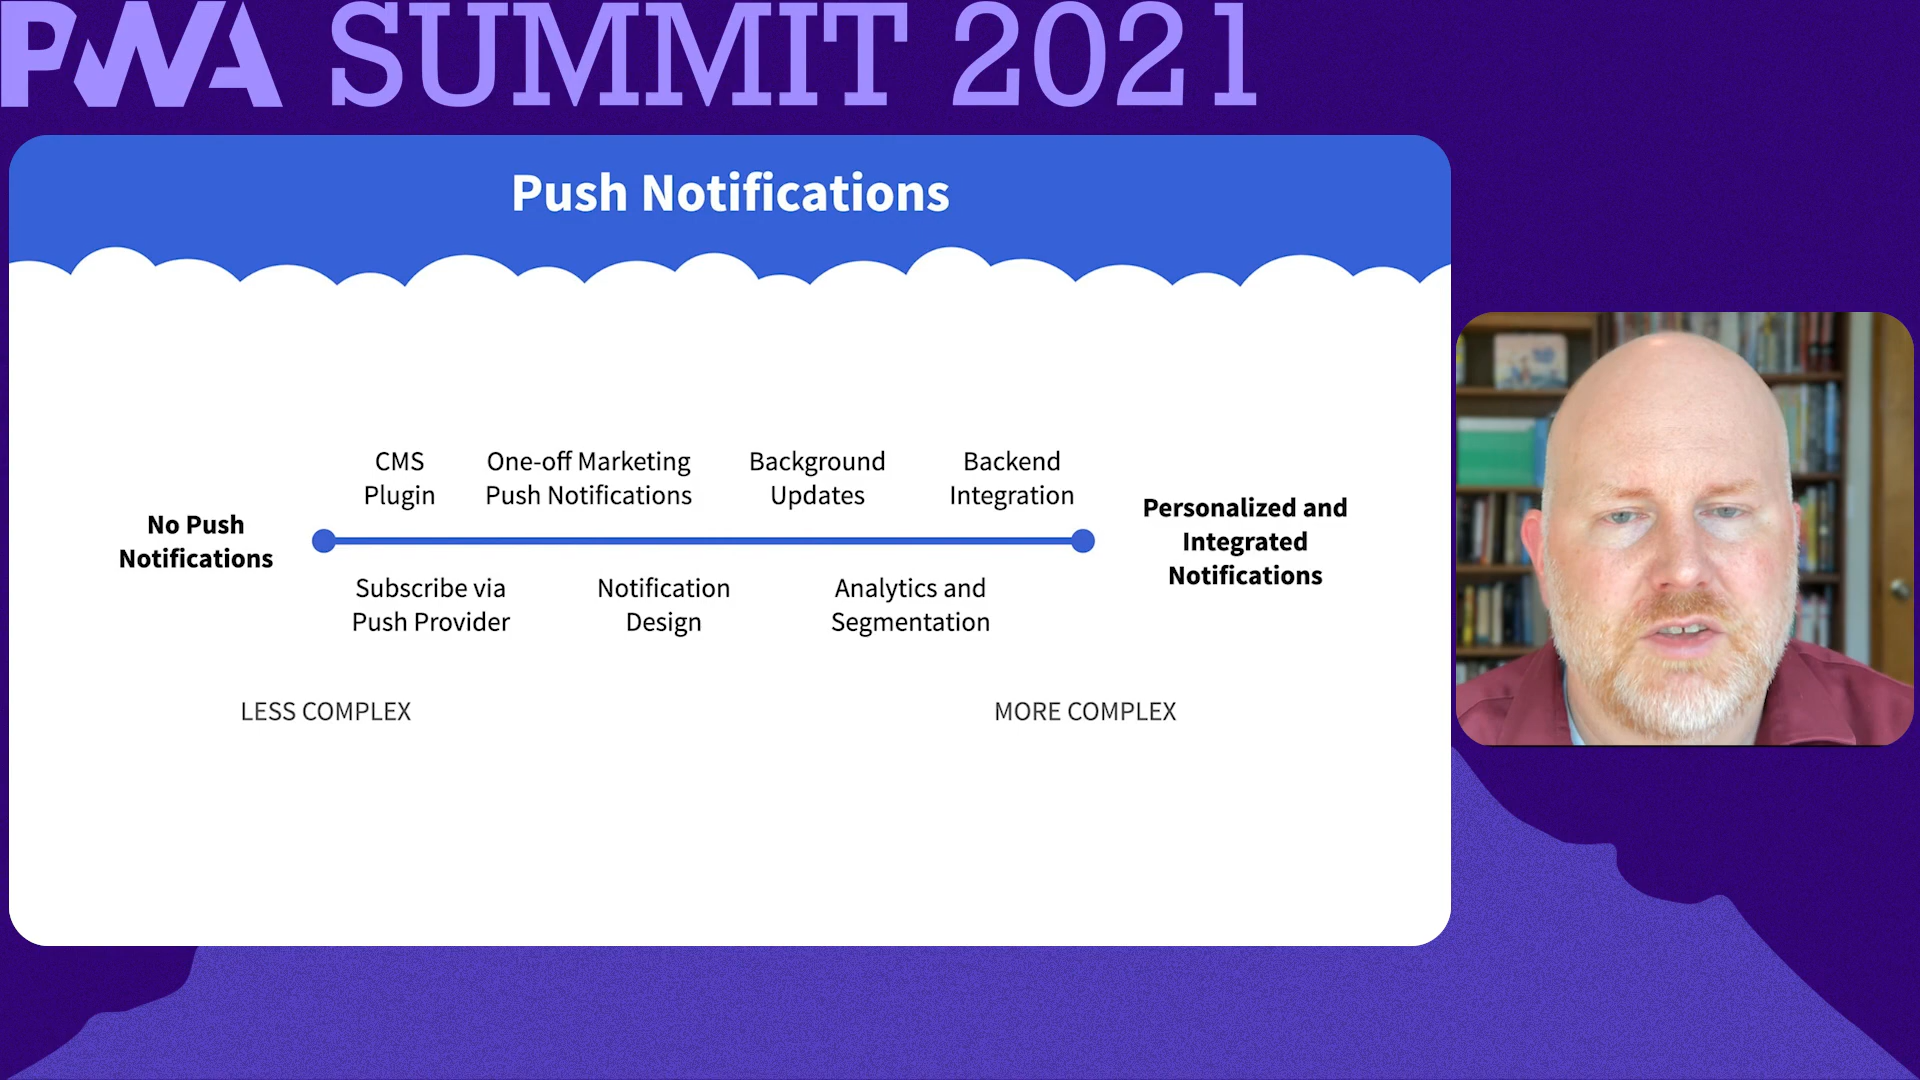 PWA SUMMIT 2021
Push Notifications
CMS
Plugin
One-off Marketing
Push Notifications
Background
Updates
Backend
Integration
No Push
Notifications
Personalized and
Integrated
Notifications
Subscribe via
Push Provider
Notification
Design
Analytics and
Segmentation
LESS COMPLEX
MORE COMPLEX